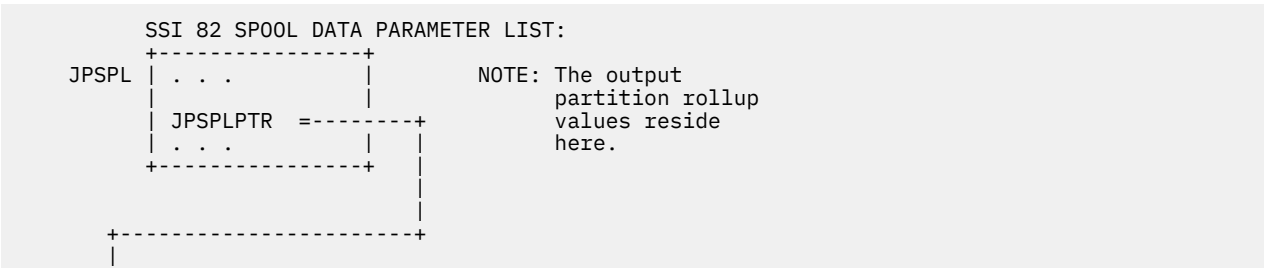 SSI 82 SPOOL DATA PARAMETER LIST:
+----------------+
JPSPL | . . .          |        NOTE: The output
|                |              partition rollup
| JPSPLPTR  =--------+          values reside
| . . .          |   |          here.
+----------------+   |
|
|
+-----------------------+
|